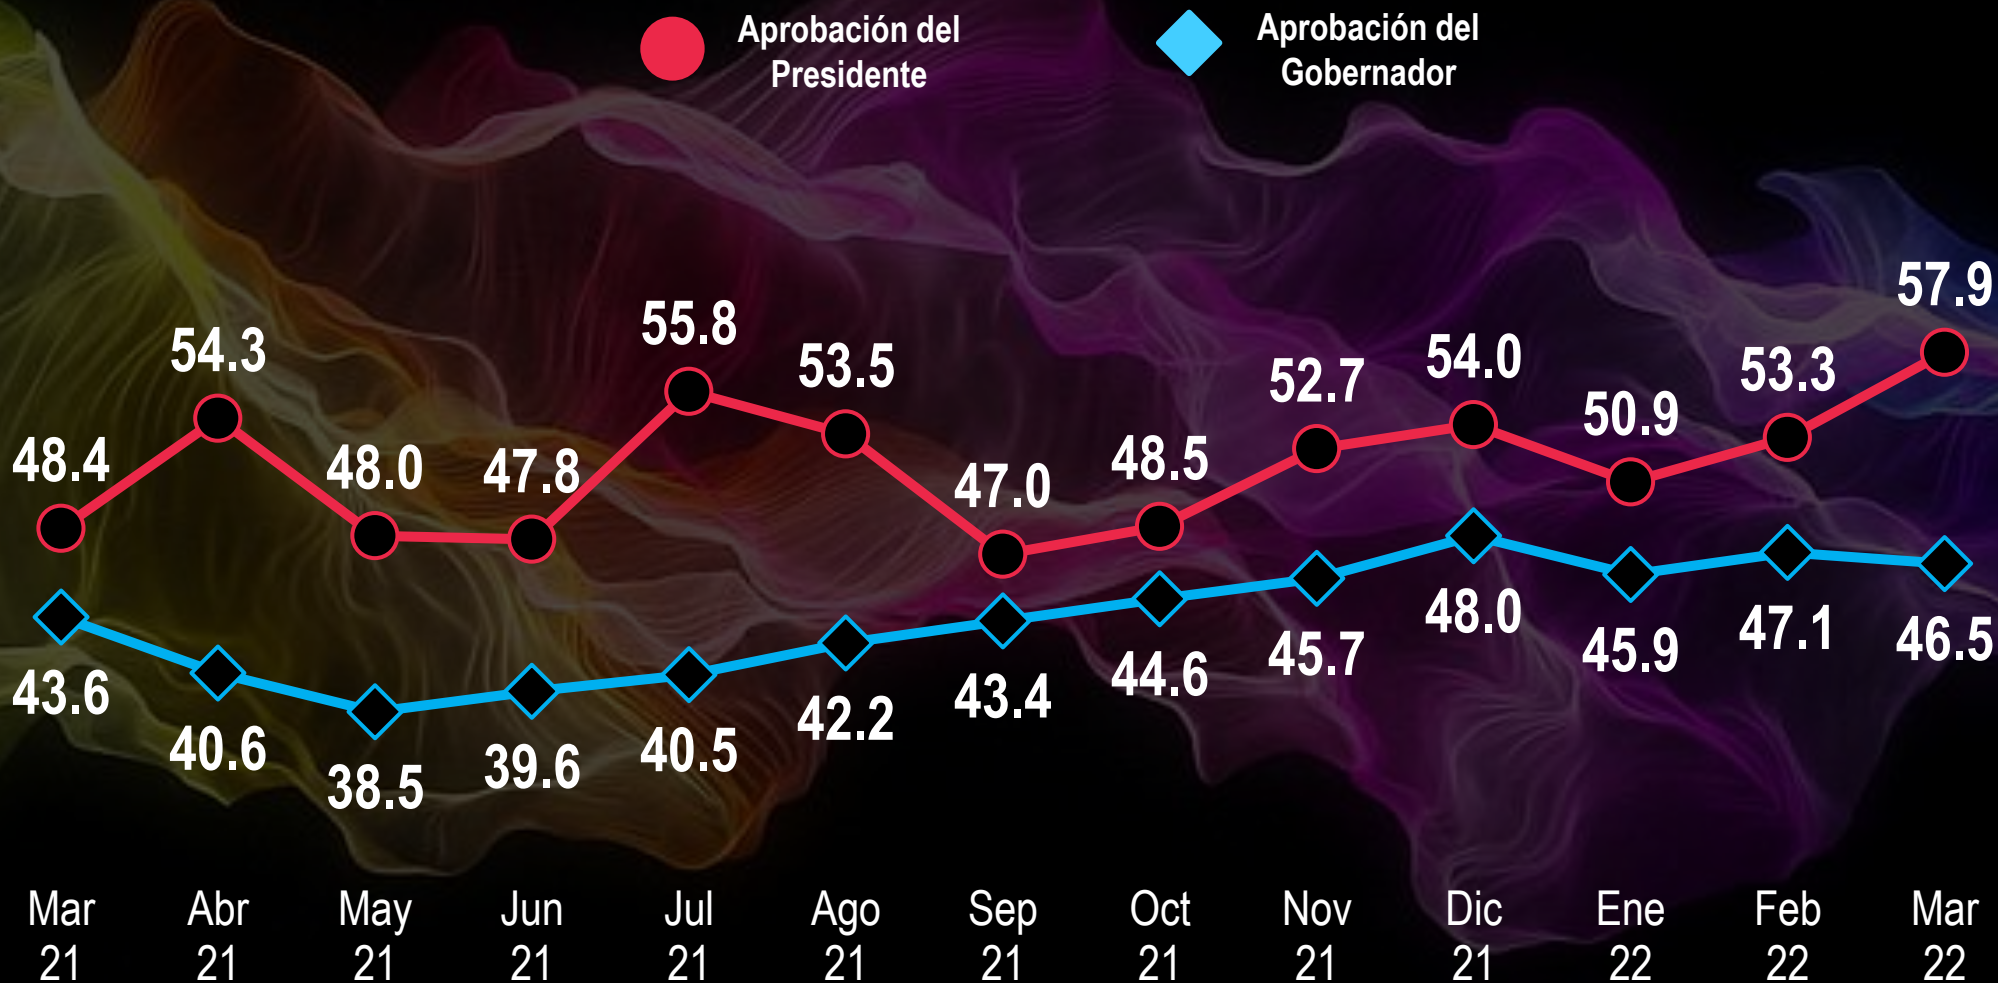 Aprobación del
Presidente
Aprobación del
Gobernador
48.4
54.3
48.0
47.8
55.8
53.5
47.0
48.5
52.7
54.0
50.9
53.3
57.9
43.6
40.6
38.5
39.6
40.5
42.2
43.4
44.6
45.7
48.0
45.9
47.1
46.5
Mar
21
Abr
21
May
21
Jun
21
Jul
21
Ago
21
Sep
21
Oct
21
Nov
21
Dic
21
Ene
22
Feb
22
Mar
22